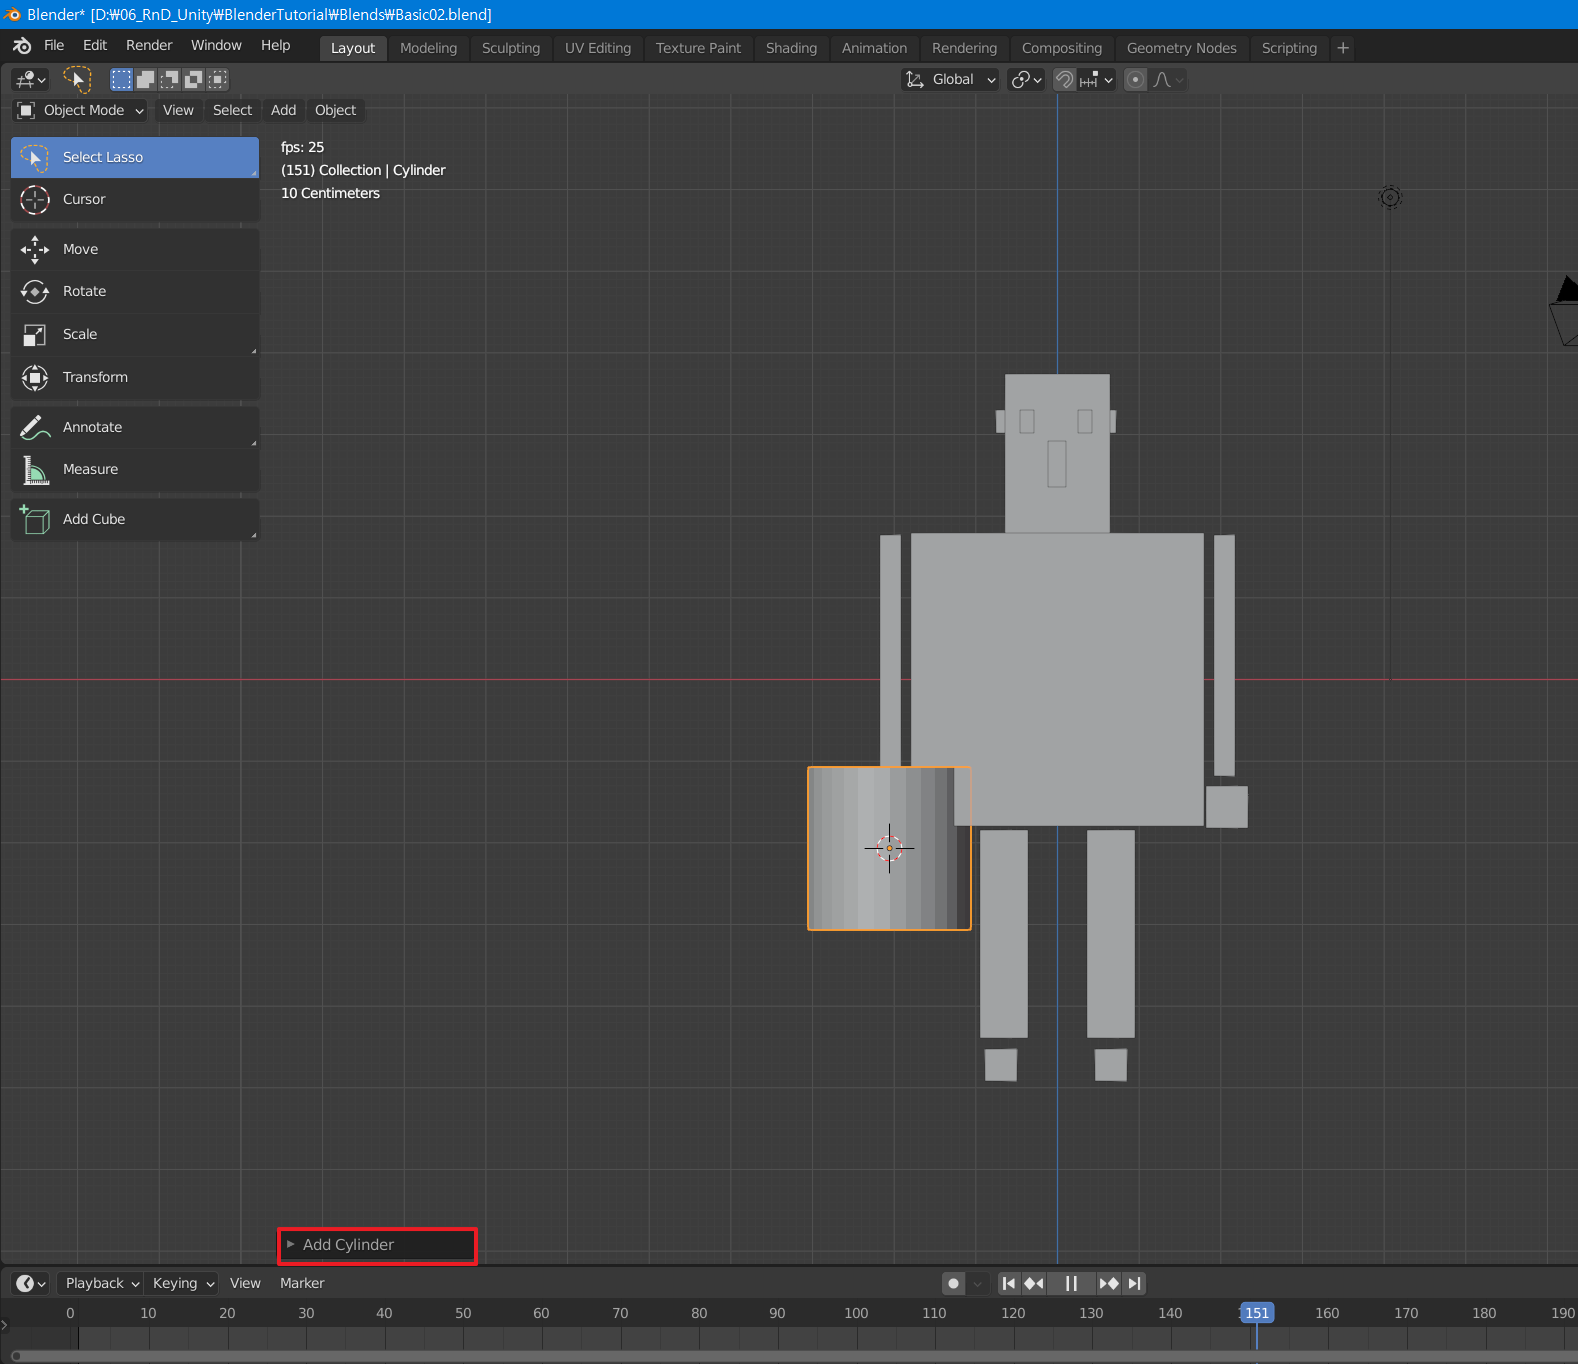 Blender* [D:₩06_RnD_Unity₩BlenderTutorial₩Blends₩Basic02.blend]
File Edit Render Window Help Layout Modeling Sculpting UV Editing Texture Paint Shading Animation Rendering Compositing Geometry Nodes Scripting +
Global
Object Mode View Select Add Object
Select Lasso
Cursor
Move
Rotate
Scale
Transform
Annotate
Measure
Add Cube
fps: 25
(151) Collection | Cylinder
10 Centimeters
Add Cylinder
Playback Keying View Marker
0 10 20 30 40 50 60 70 80 90 100 110 120 130 140 151 160 170 180 190